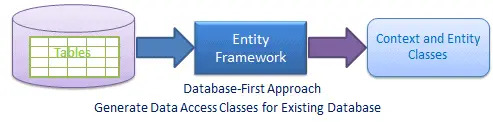 Tables
Entity
Framework
Context and Entity
Classes
Database-First Approach
Generate Data Access Classes for Existing Database